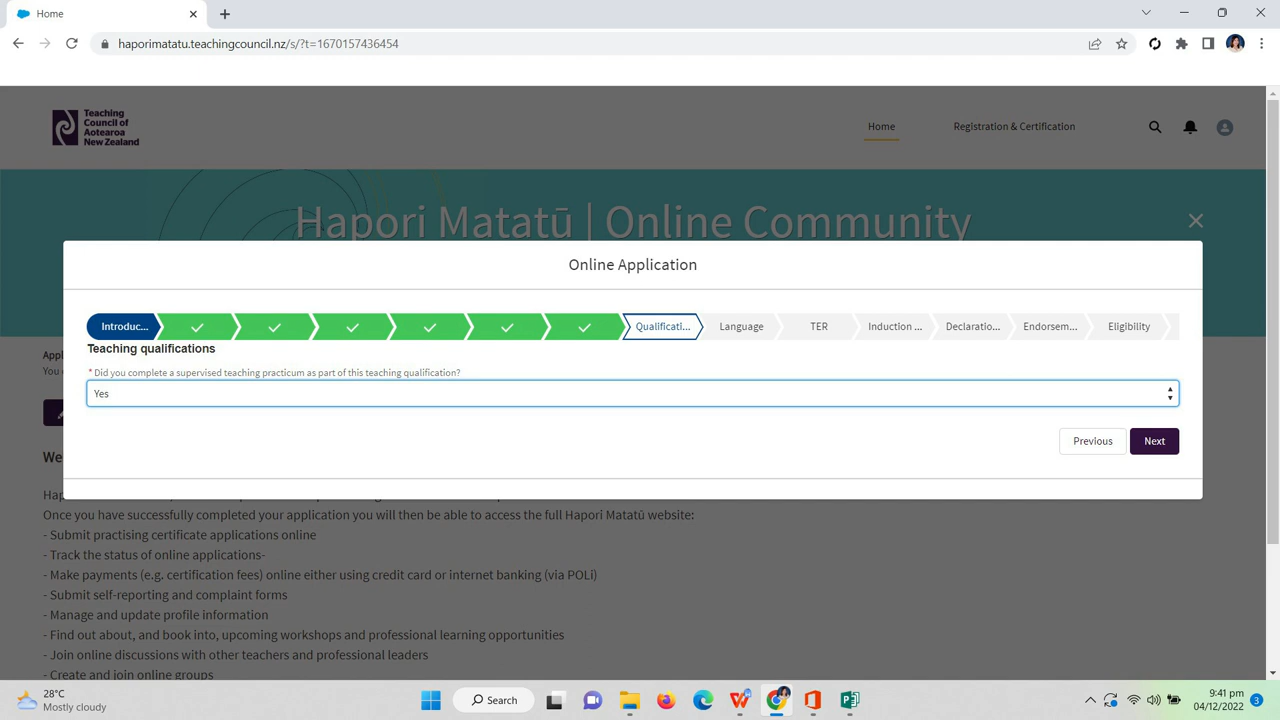 Home
haporimatatu.teachingcouncil.nz/s/?t=1670157436454
Teaching
Council of
Aotearoa
New Zealand
Home
Registration & Certification
Hapori Matatū | Online Community
Online Application
Introduc...
Qualificati...
Language
TER
Induction ...
Declaratio...
Endorsem...
Eligibility
Teaching qualifications
* Did you complete a supervised teaching practicum as part of this teaching qualification?
Yes
Previous
Next
Once you have successfully completed your application you will then be able to access the full Hapori Matatū website:
- Submit practising certificate applications online
- Track the status of online applications-
- Make payments (e.g. certification fees) online either using credit card or internet banking (via POLi)
- Submit self-reporting and complaint forms
- Manage and update profile information
- Find out about, and book into, upcoming workshops and professional learning opportunities
- Join online discussions with other teachers and professional leaders
- Create and join online groups
28°C
Mostly cloudy
Search
9:41 pm
04/12/2022
3